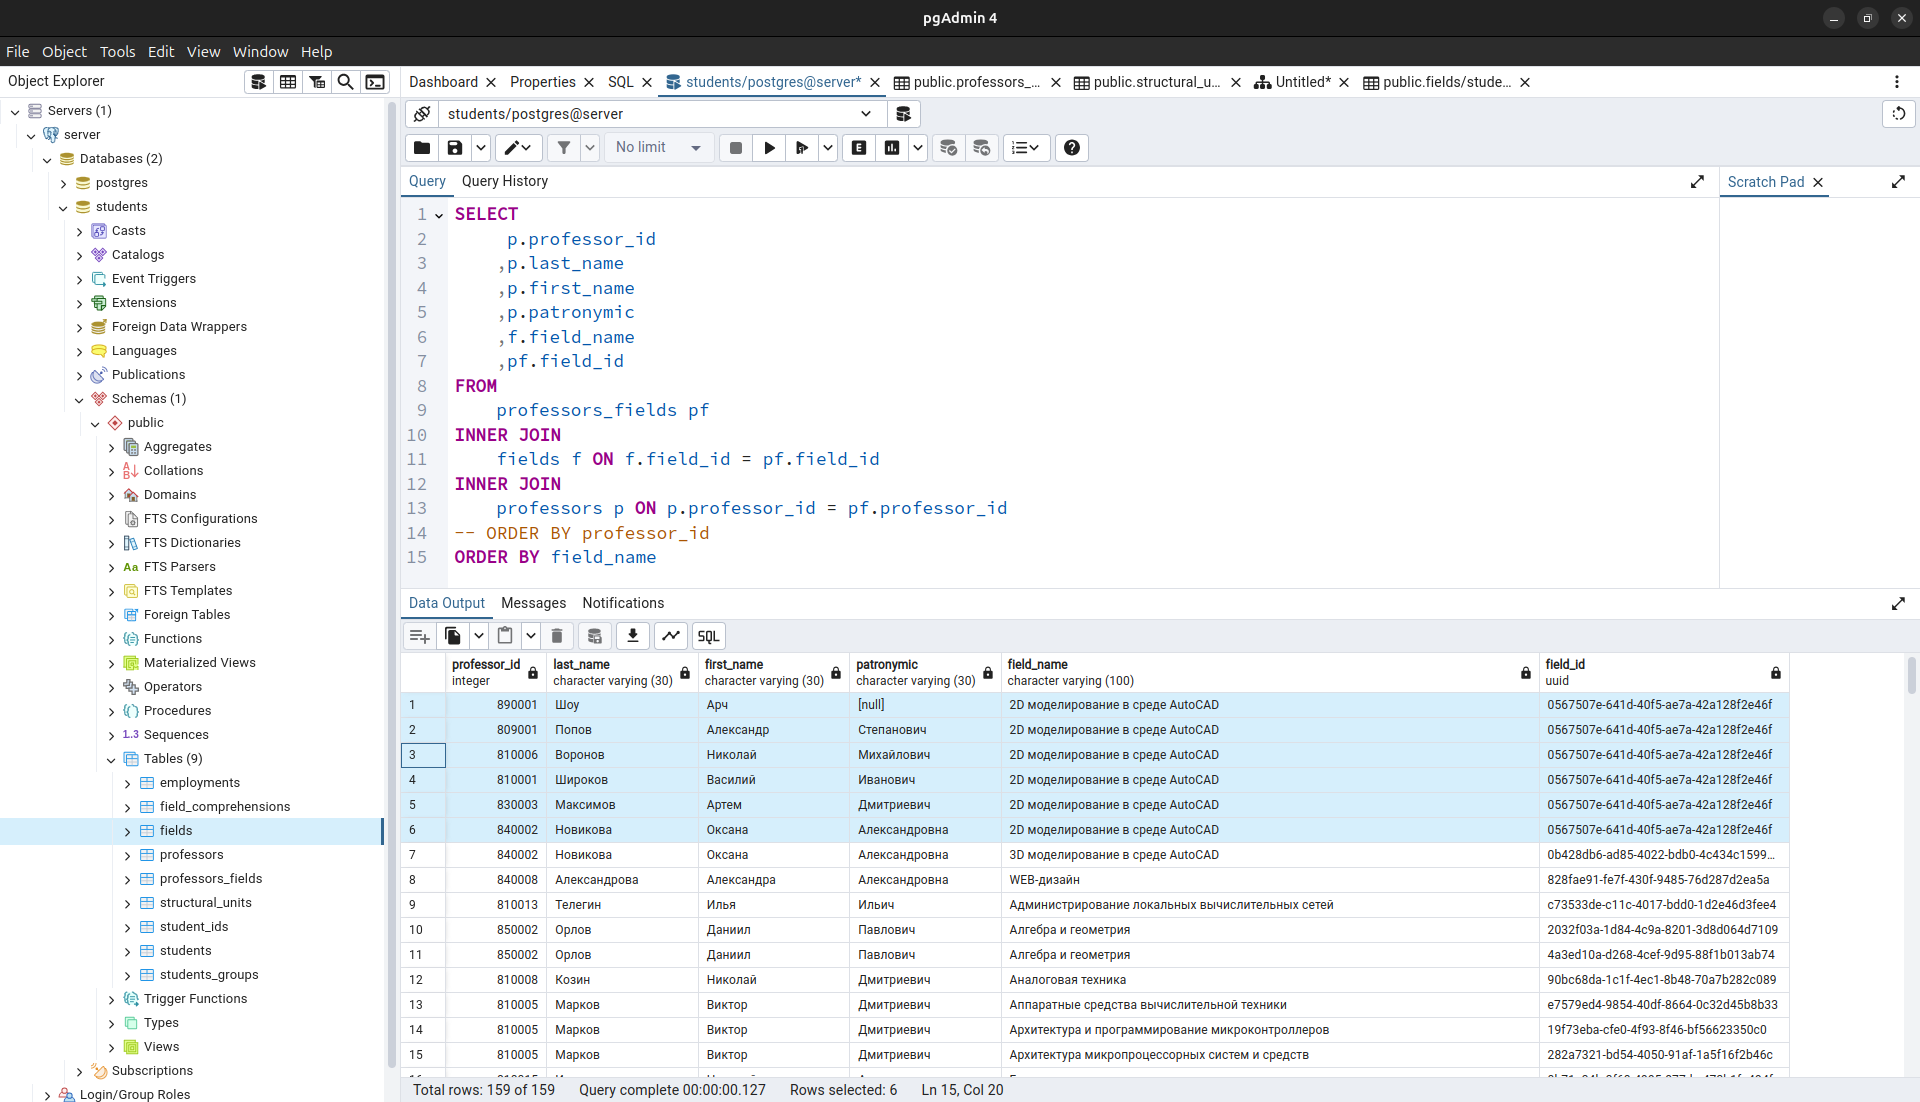 pgAdmin 4
File Object Tools Edit View Window Help
Object Explorer
Dashboard Properties SQL students/postgres@server* public.professors_... public.structural_u... Untitled* public.fields/stude...
Servers (1)
server
Databases (2)
postgres
students
Casts
Catalogs
Event Triggers
Extensions
Foreign Data Wrappers
Languages
Publications
Schemas (1)
public
Aggregates
Collations
Domains
FTS Configurations
FTS Dictionaries
Aa FTS Parsers
FTS Templates
Foreign Tables
Functions
Materialized Views
Operators
Procedures
1..3 Sequences
Tables (9)
employments
field_comprehensions
fields
professors
professors_fields
structural_units
student_ids
students
students_groups
Trigger Functions
Types
Views
Subscriptions
Login/Group Roles
students/postgres@server
No limit
E
Query Query History
Scratch Pad
1 SELECT
2 p.professor_id
3 ,p.last_name
4 ,p.first_name
5 ,p.patronymic
6 ,f.field_name
7 ,pf.field_id
8 FROM
9 professors_fields pf
10 INNER JOIN
11 fields f ON f.field_id = pf.field_id
12 INNER JOIN
13 professors p ON p.professor_id = pf.professor_id
14 -- ORDER BY professor_id
15 ORDER BY field_name
Data Output Messages Notifications
SQL
professor_id last_name first_name patronymic field_name field_id
integer character varying (30) character varying (30) character varying (30) character varying (100) uuid
1 890001 Шоу Арч [null] 2D моделирование в среде AutoCAD 0567507e-641d-40f5-ae7a-42a128f2e46f
2 809001 Попов Александр Степанович 2D моделирование в среде AutoCAD 0567507e-641d-40f5-ae7a-42a128f2e46f
3 810006 Воронов Николай Михайлович 2D моделирование в среде AutoCAD 0567507e-641d-40f5-ae7a-42a128f2e46f
4 810001 Широков Василий Иванович 2D моделирование в среде AutoCAD 0567507e-641d-40f5-ae7a-42a128f2e46f
5 830003 Максимов Артем Дмитриевич 2D моделирование в среде AutoCAD 0567507e-641d-40f5-ae7a-42a128f2e46f
6 840002 Новикова Оксана Александровна 2D моделирование в среде AutoCAD 0567507e-641d-40f5-ae7a-42a128f2e46f
7 840002 Новикова Оксана Александровна 3D моделирование в среде AutoCAD 0b428db6-ad85-4022-bdb0-4c434c1599...
8 840008 Александрова Александра Александровна WEB-дизайн 828fae91-fe7f-430f-9485-76d287d2ea5a
9 810013 Телегин Илья Ильич Администрирование локальных вычислительных сетей c73533de-c11c-4017-bdd0-1d2e46d3fee4
10 850002 Орлов Даниил Павлович Алгебра и геометрия 2032f03a-1d84-4c9a-8201-3d8d064d7109
11 850002 Орлов Даниил Павлович Алгебра и геометрия 4a3ed10a-d268-4cef-9d95-88f1b013ab74
12 810008 Козин Николай Дмитриевич Аналоговая техника 90bc68da-1c1f-4ec1-8b48-70a7b282c089
13 810005 Марков Виктор Дмитриевич Аппаратные средства вычислительной техники e7579ed4-9854-40df-8664-0c32d45b8b33
14 810005 Марков Виктор Дмитриевич Архитектура и программирование микроконтроллеров 19f73eba-cfe0-4f93-8f46-bf56623350c0
15 810005 Марков Виктор Дмитриевич Архитектура микропроцессорных систем и средств 282a7321-bd54-4050-91af-1a5f16f2b46c
Total rows: 159 of 159 Query complete 00:00:00.127 Rows selected: 6 Ln 15, Col 20